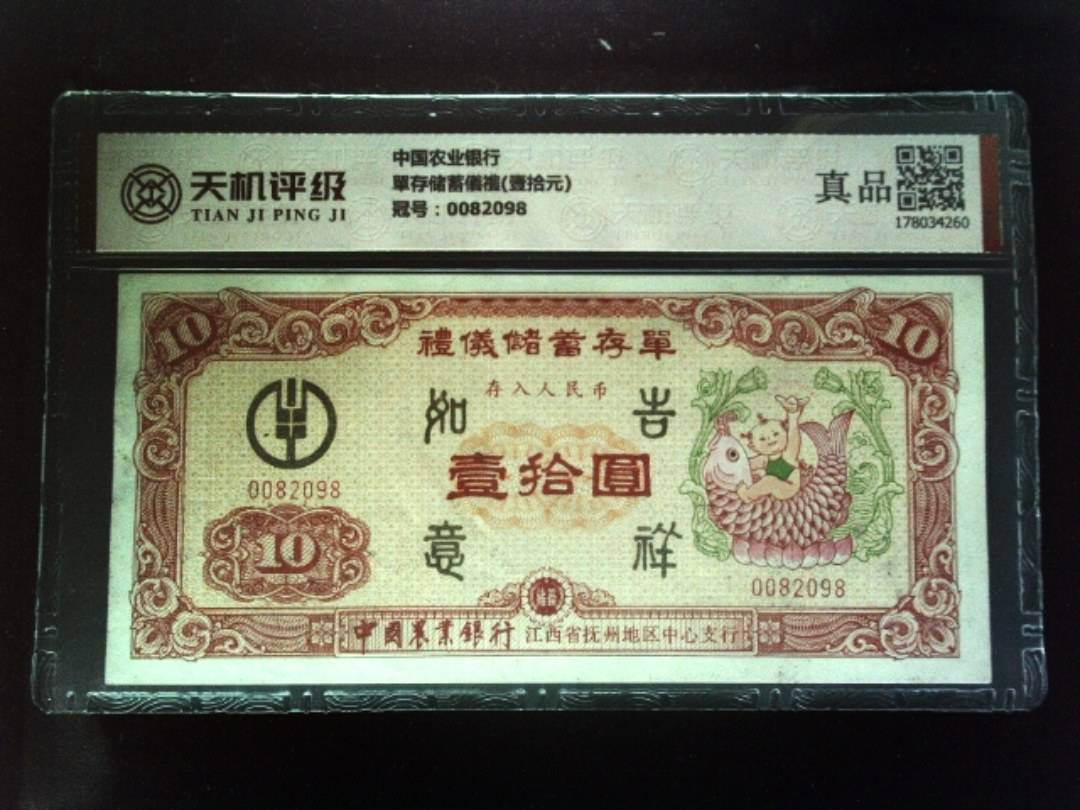 天机评级
TIAN JI PING JI
中国农业银行
單存储蓄儀禮(壹拾元)
冠号：0082098
真品
178034260
10
10
禮儀儲蓄存單
存入人民币
如
吉
壹拾圓
意
祥
0082098
10
0082098
中國農業銀行 江西省抚州地区中心支行